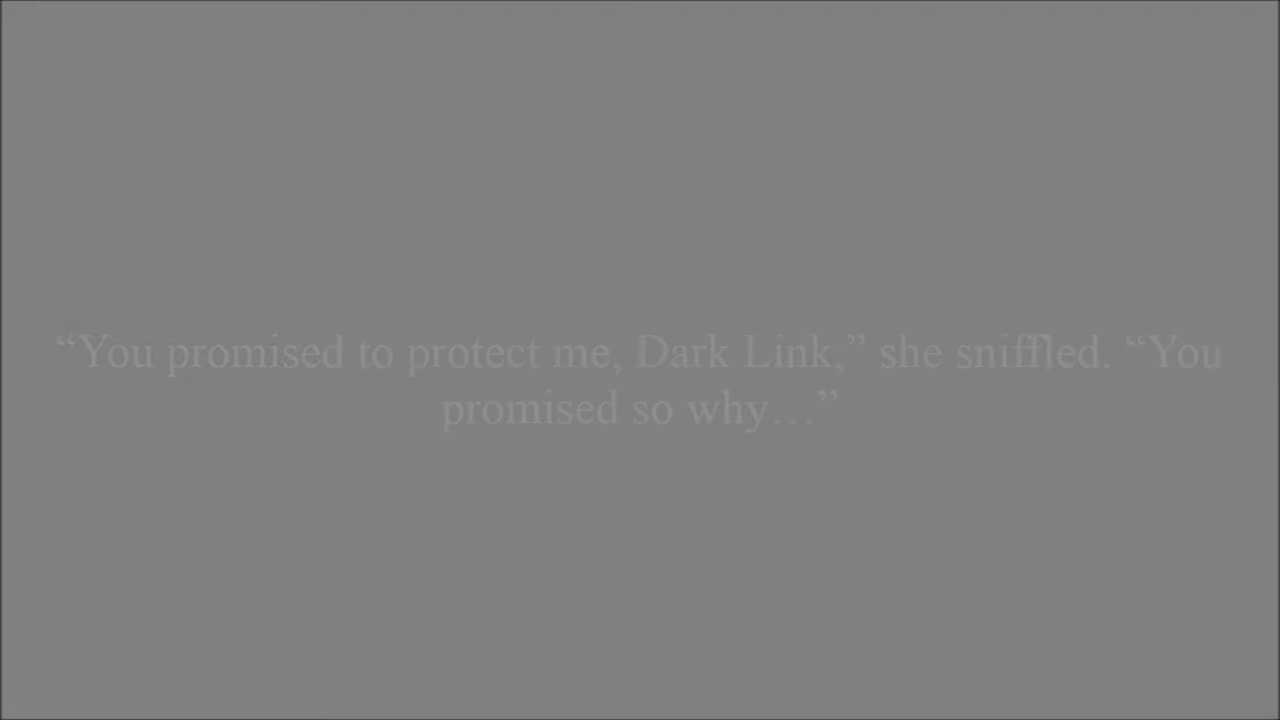 “You promised to protect me, Dark Link,” she sniffled. “You
promised so why…”